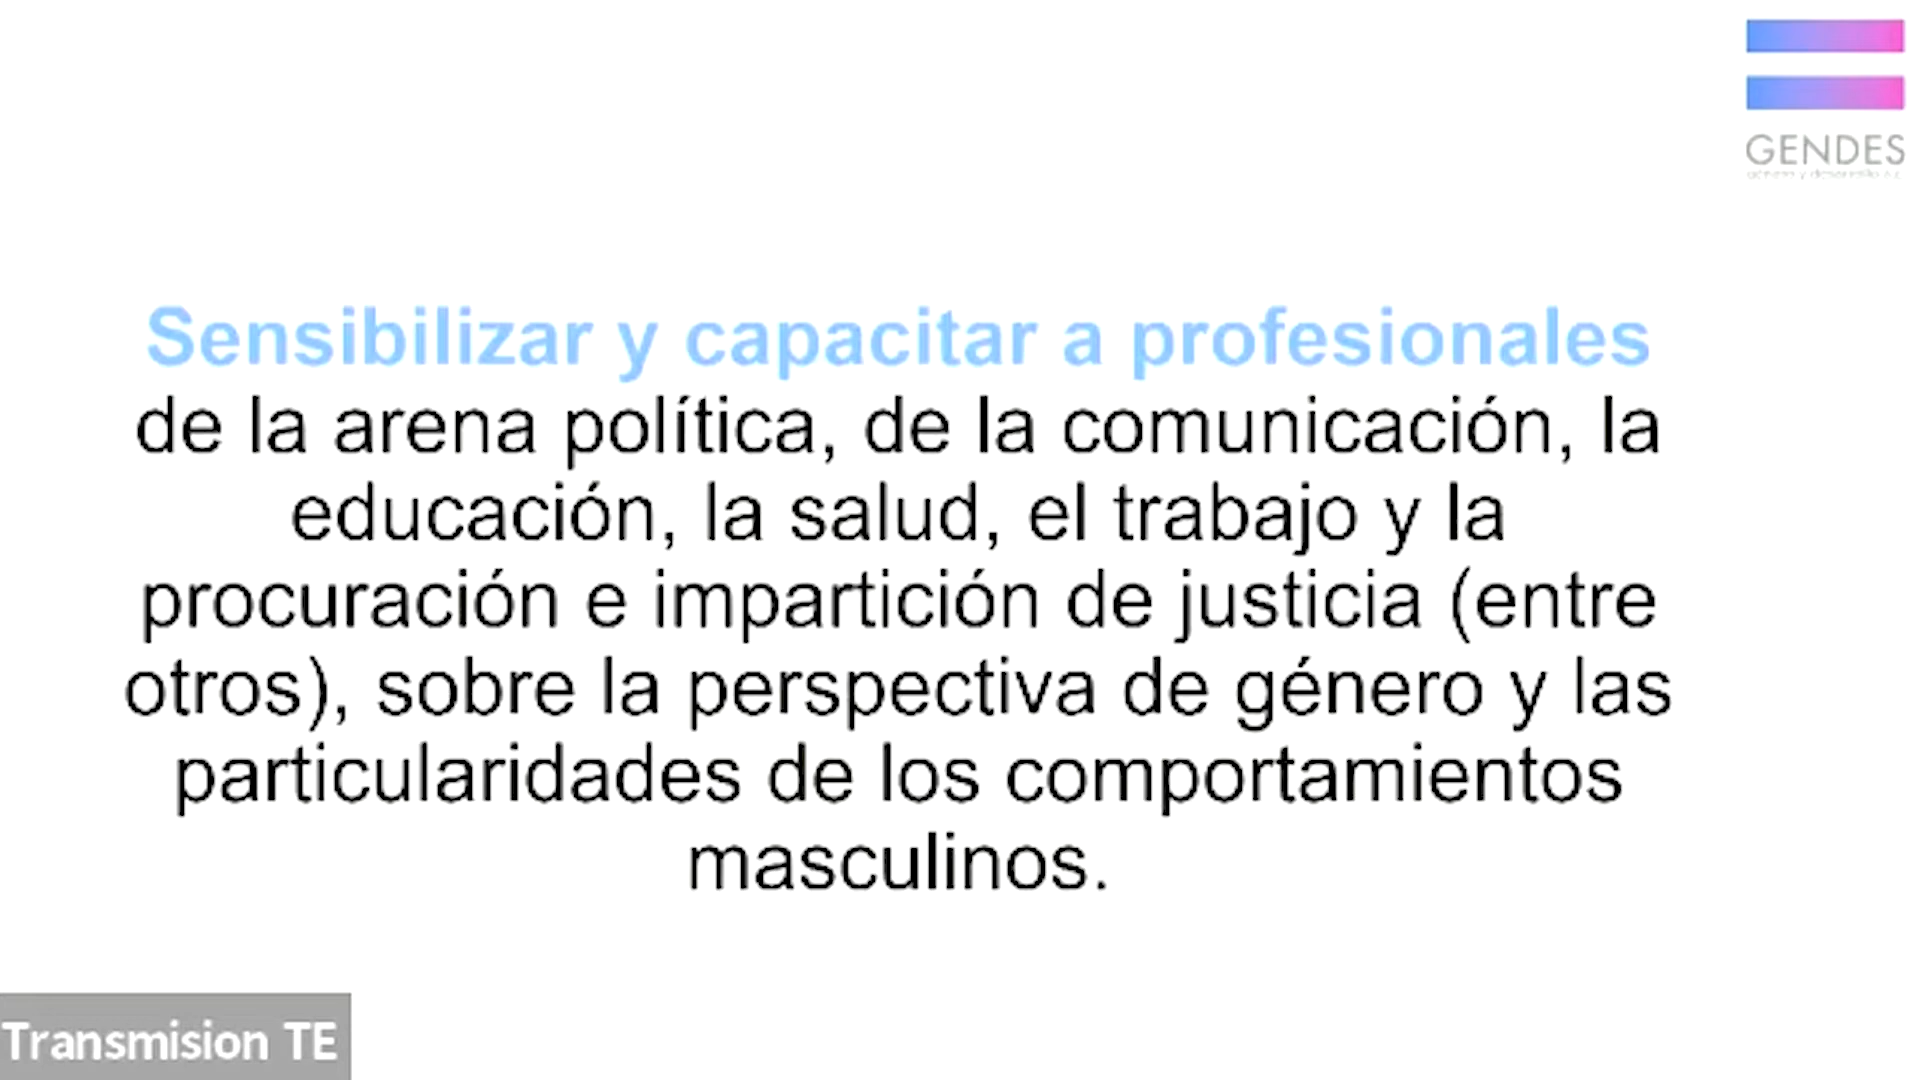 GENDES
Sensibilizar y capacitar a profesionales
de la arena política, de la comunicación, la
educación, la salud, el trabajo y la
procuración e impartición de justicia (entre
otros), sobre la perspectiva de género y las
particularidades de los comportamientos
masculinos.
Transmision TE